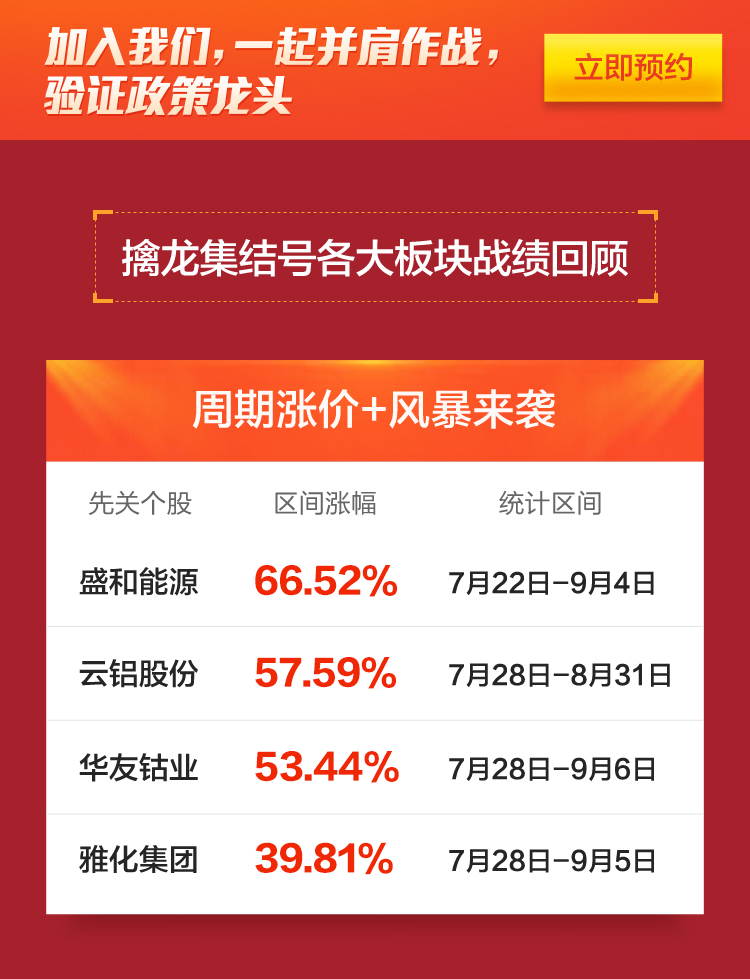 加入我们,一起并肩作战,
验证政策龙头
立即预约
擒龙集结号各大板块战绩回顾
周期涨价+风暴来袭
先关个股 区间涨幅 统计区间
盛和能源 66.52% 7月22日-9月4日
云铝股份 57.59% 7月28日-8月31日
华友钴业 53.44% 7月28日-9月6日
雅化集团 39.81% 7月28日-9月5日